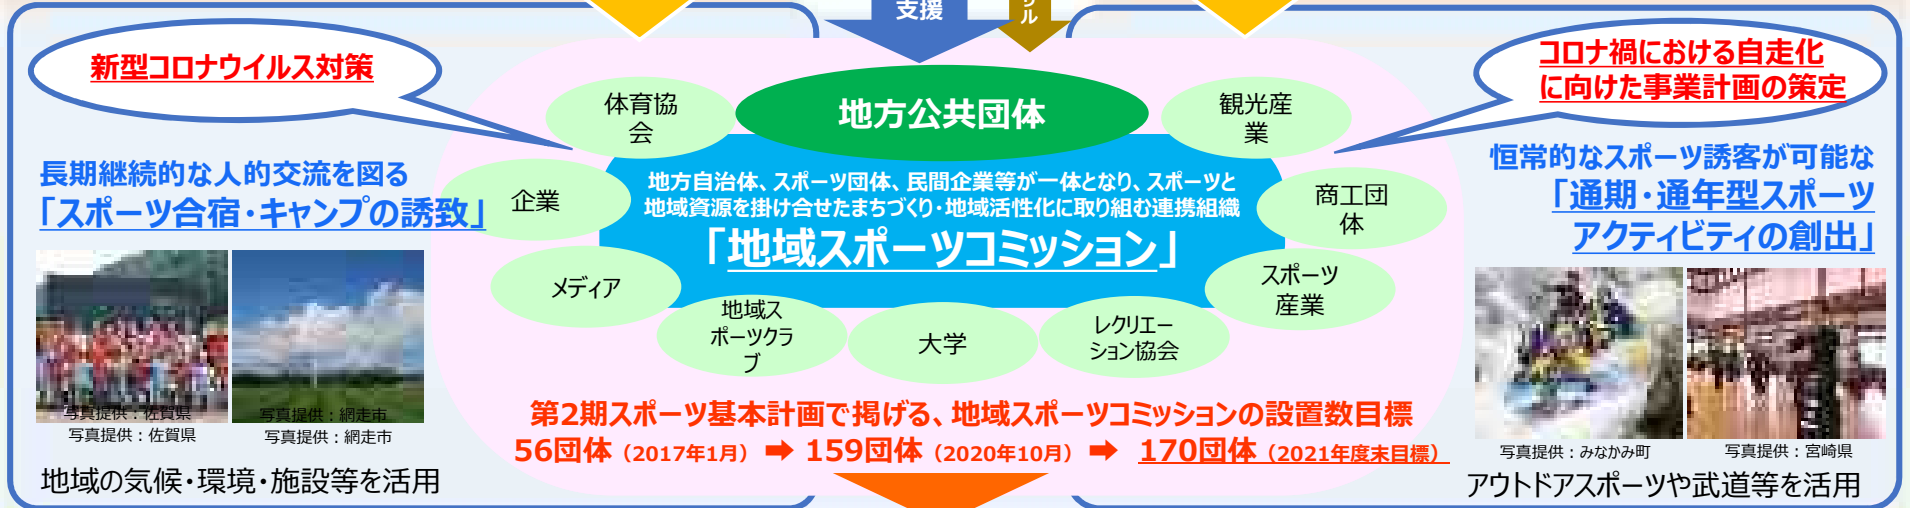 支援
ル
新型コロナウイルス対策
コロナ禍における自走化
に向けた事業計画の策定
体育協
会
地方公共団体
観光産
業
長期継続的な人的交流を図る
「スポーツ合宿・キャンプの誘致」
企業
地方自治体、スポーツ団体、民間企業等が一体となり、スポーツと
地域資源を掛け合せたまちづくり・地域活性化に取り組む連携組織
「地域スポーツコミッション」
商工団
体
恒常的なスポーツ誘客が可能な
「通期・通年型スポーツ
アクティビティの創出」
メディア
地域ス
ポーツクラ
ブ
大学
レクリエー
ション協会
スポーツ
産業
写真提供：佐賀県
写真提供：網走市
写真提供：佐賀県
写真提供：網走市
第2期スポーツ基本計画で掲げる、地域スポーツコミッションの設置数目標
56団体（2017年1月）➡ 159団体（2020年10月）➡ 170団体（2021年度末目標）
写真提供：みなかみ町
写真提供：宮崎県
地域の気候・環境・施設等を活用
アウトドアスポーツや武道等を活用